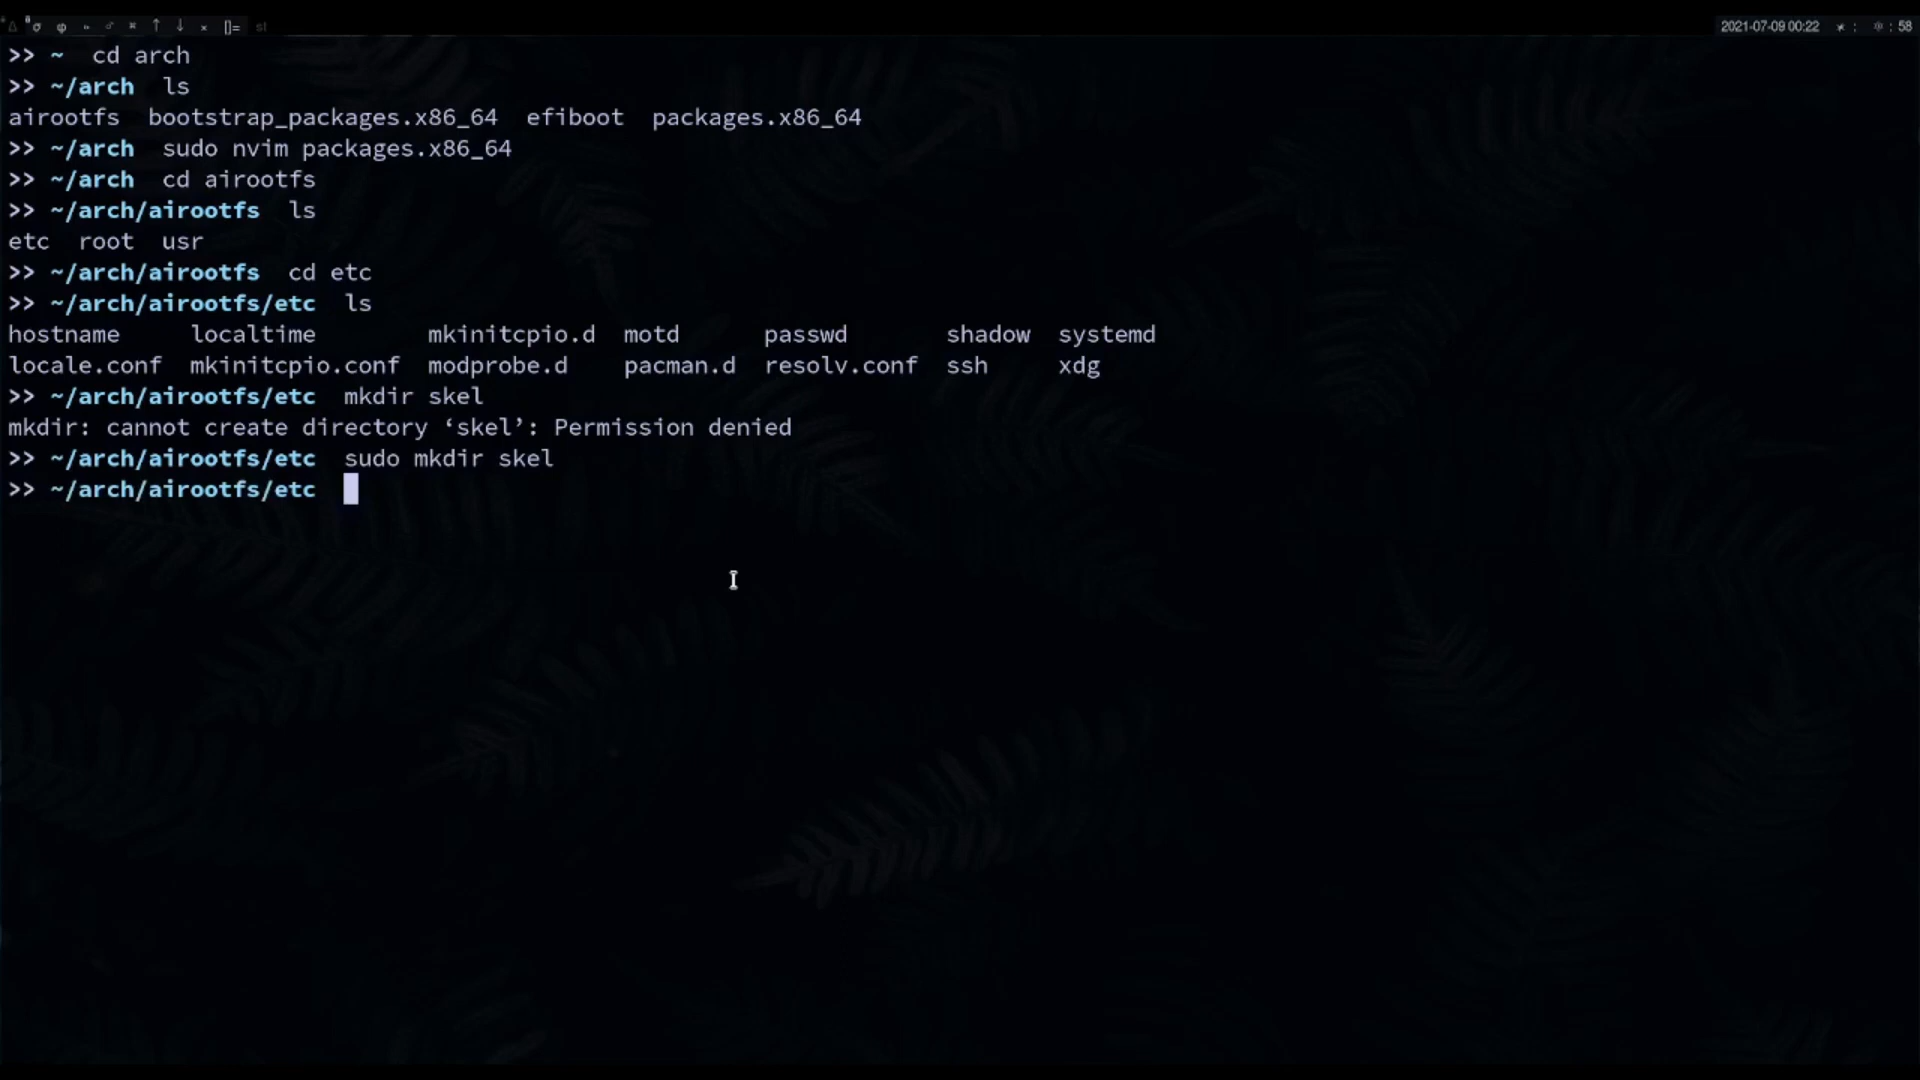 []= 2021-07-09 00:22 : : 58
>> ~ cd arch
>> ~/arch ls
airootfs bootstrap_packages.x86_64 efiboot packages.x86_64
>> ~/arch sudo nvim packages.x86_64
>> ~/arch cd airootfs
>> ~/arch/airootfs ls
etc root usr
>> ~/arch/airootfs cd etc
>> ~/arch/airootfs/etc ls
hostname localtime mkinitcpio.d motd passwd shadow systemd
locale.conf mkinitcpio.conf modprobe.d pacman.d resolv.conf ssh xdg
>> ~/arch/airootfs/etc mkdir skel
mkdir: cannot create directory ‘skel’: Permission denied
>> ~/arch/airootfs/etc sudo mkdir skel
>> ~/arch/airootfs/etc